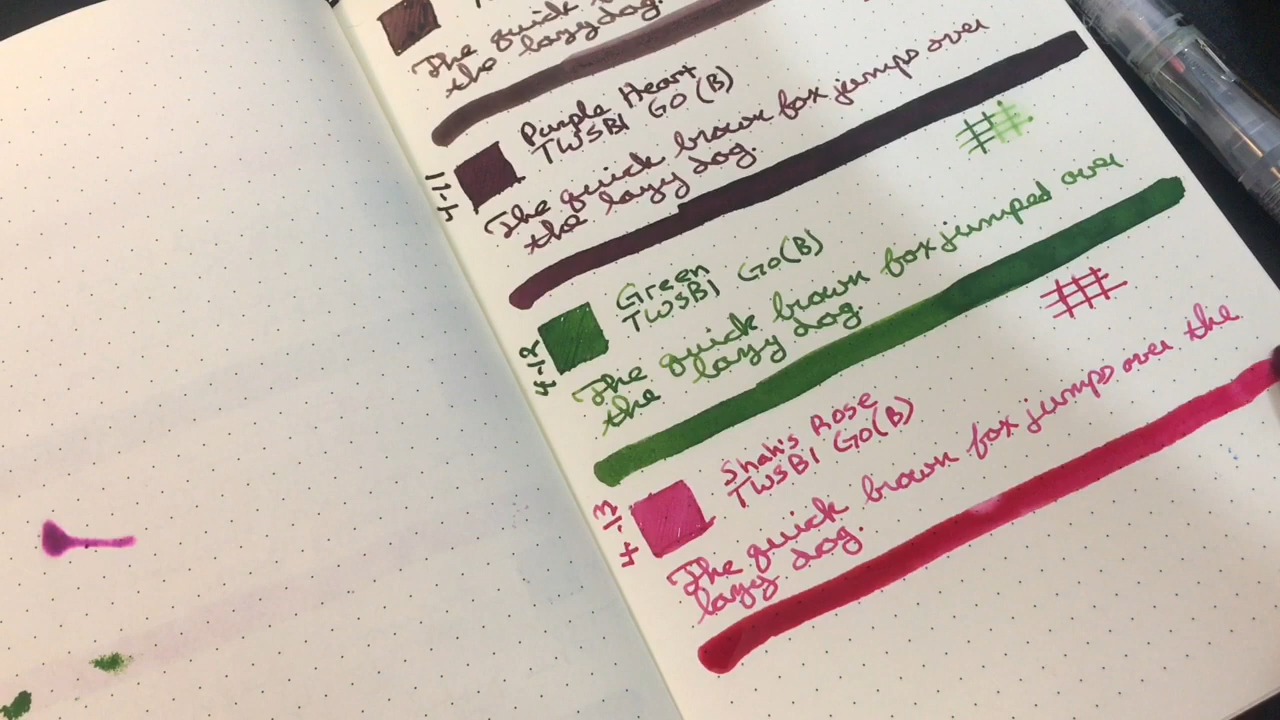 The quick
the lazy dog.
Purple Heart
TWSBI GO (B)
4-11
The quick brown fox jumps over
the lazy dog.
Green
TWSBI GO (B)
4-12
The quick brown fox jumped over
the lazy dog.
Shah's Rose
TWSBI GO (B)
4-13
The quick brown fox jumps over the
lazy dog.